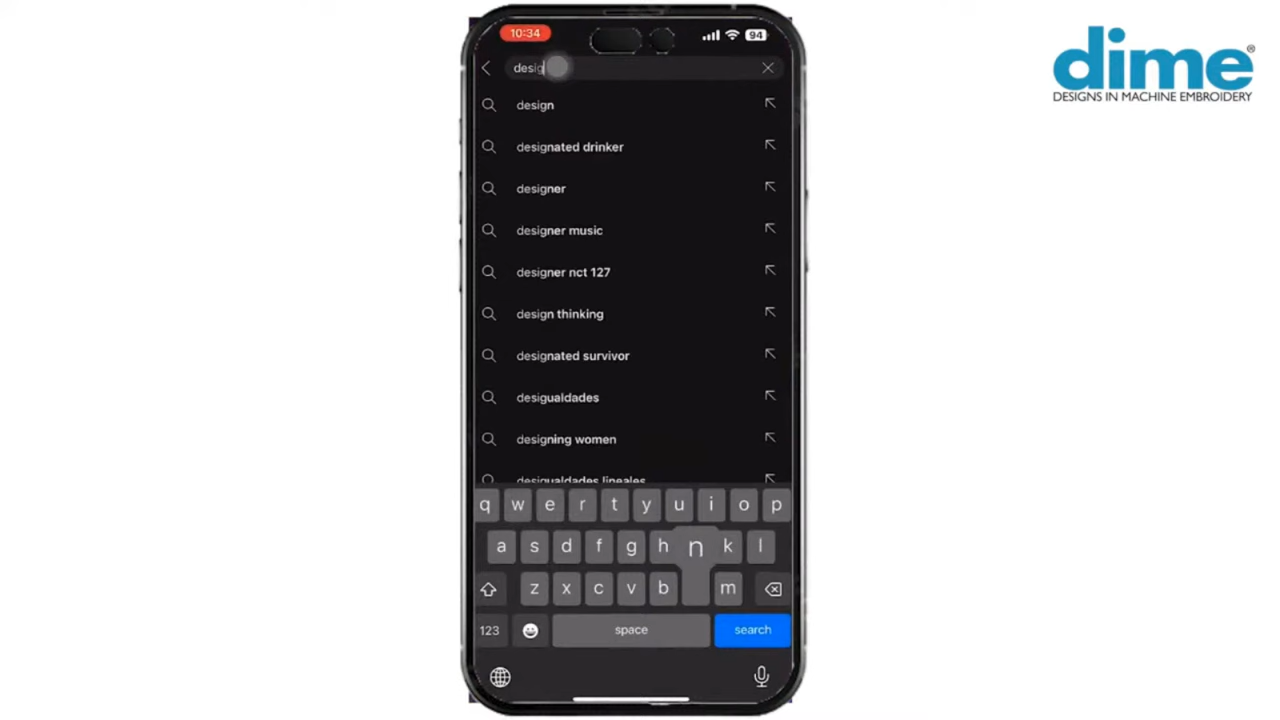 10:34
94
desig
design
designated drinker
designer
designer music
designer nct 127
design thinking
designated survivor
desigualdades
designing women
desigualdades lineales
q w e r t y u i o p
a s d f g h n k l
z x c v b m
123 space search
dime®
DESIGNS IN MACHINE EMBROIDERY